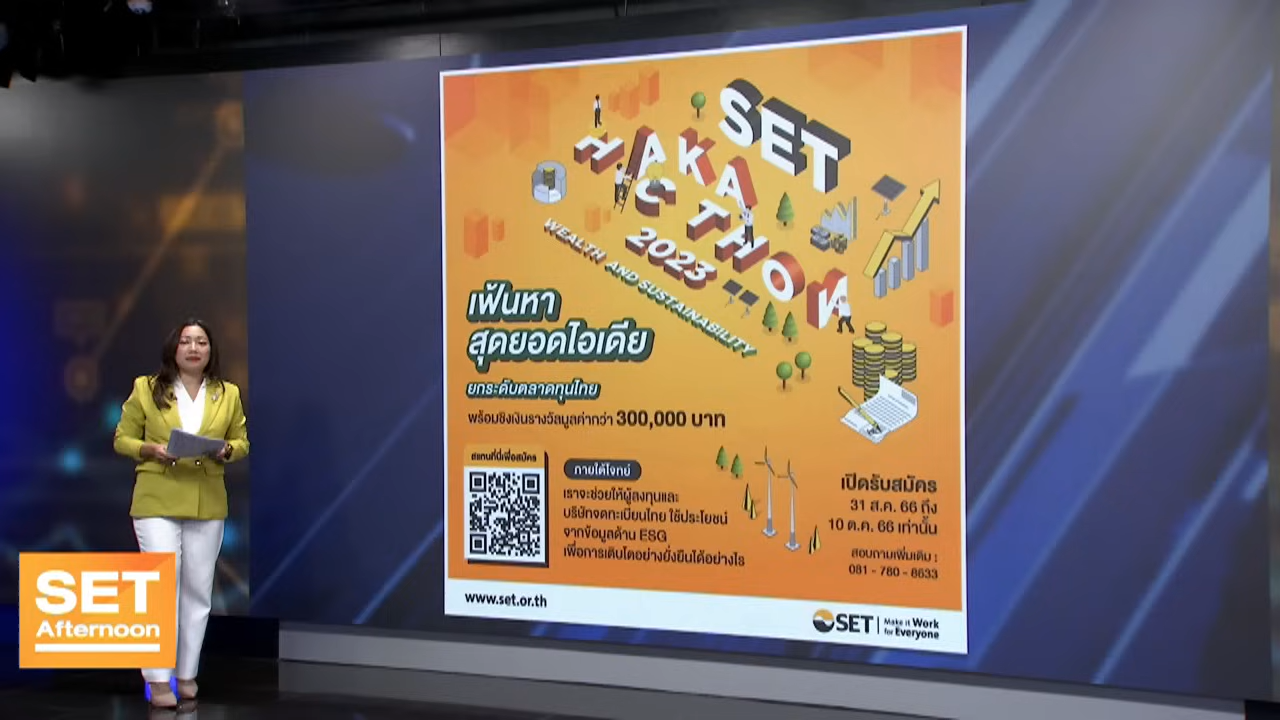 SET
HACKATHON
2023
WEALTH AND SUSTAINABILITY
เฟ้นหา
สุดยอดไอเดีย
ยกระดับตลาดทุนไทย
พร้อมชิงเงินรางวัลมูลค่ากว่า 300,000 บาท
สแกนที่นี่เพื่อสมัคร
ภายใต้โจทย์
เราจะช่วยให้ผู้ลงทุนและ
บริษัทจดทะเบียนไทย ใช้ประโยชน์
จากข้อมูลด้าน ESG
เพื่อการเติบโตอย่างยั่งยืนได้อย่างไร
เปิดรับสมัคร
31 ส.ค. 66 ถึง
10 ต.ค. 66 เท่านั้น
สอบถามเพิ่มเติม :
081 - 780 - 8633
www.set.or.th
SET
Make it Work
for Everyone
SET
Afternoon